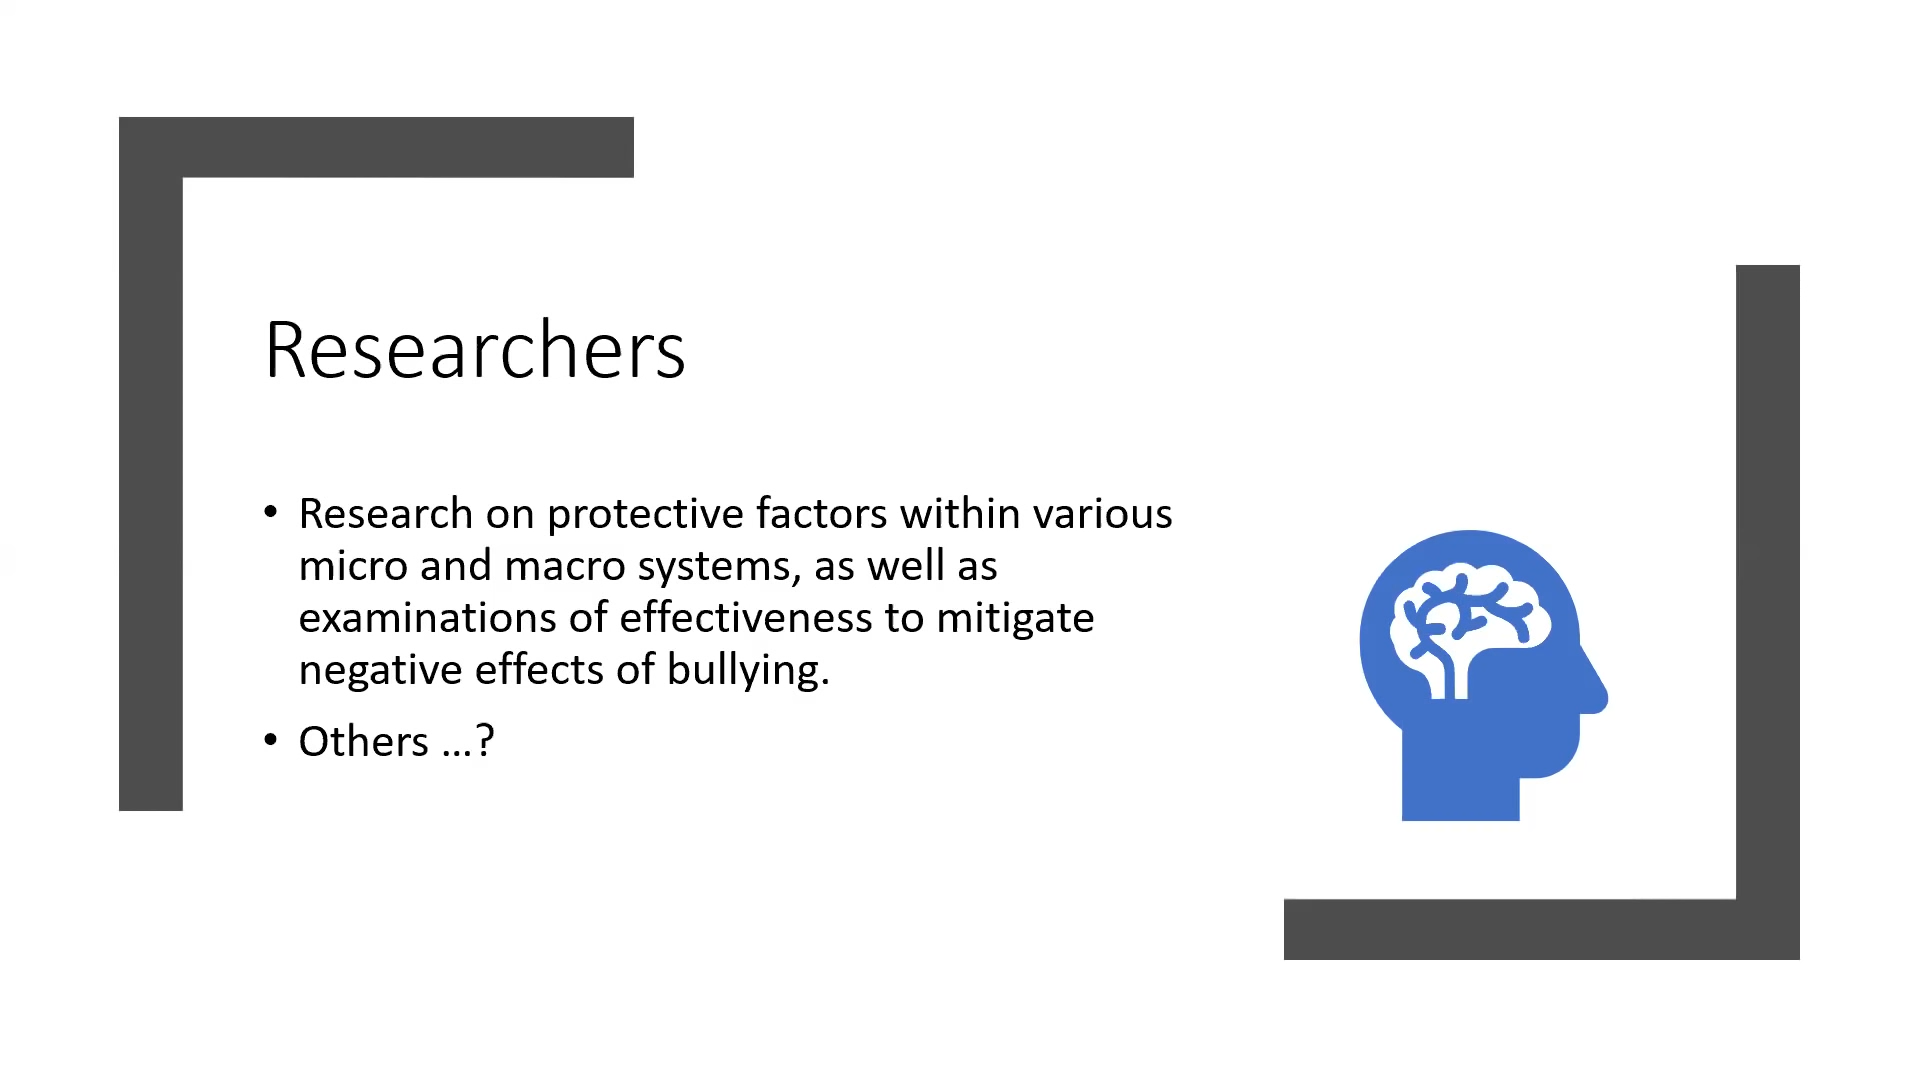 Researchers
• Research on protective factors within various
micro and macro systems, as well as
examinations of effectiveness to mitigate
negative effects of bullying.
• Others ...?